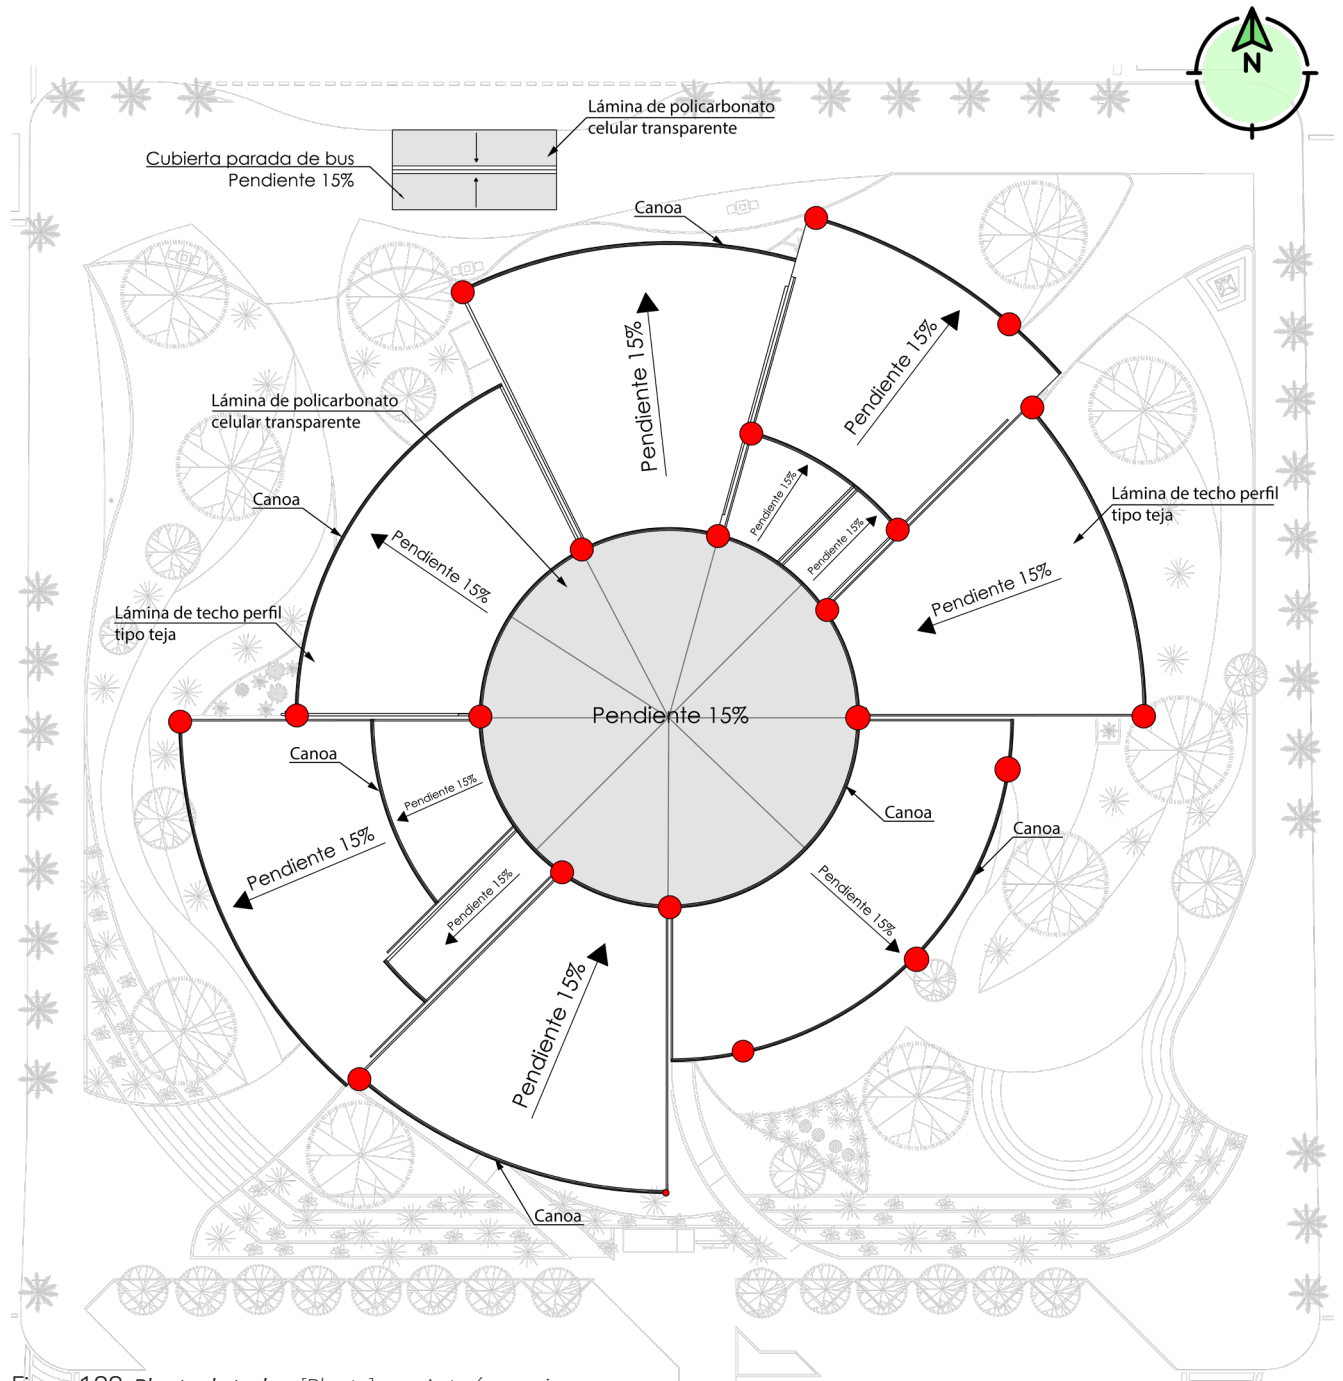 N
Lámina de policarbonato
celular transparente
Cubierta parada de bus
Pendiente 15%
Canoa
Pendiente 15%
Pendiente 15%
Lámina de policarbonato
celular transparente
Canoa
Pendiente 15%
Pendiente 15%
Pendiente 15%
Lámina de techo perfil
tipo teja
Pendiente 15%
Lámina de techo perfil
tipo teja
Pendiente 15%
Canoa
Pendiente 15%
Pendiente 15%
Canoa
Canoa
Pendiente 15%
Pendiente 15%
Pendiente 15%
Canoa